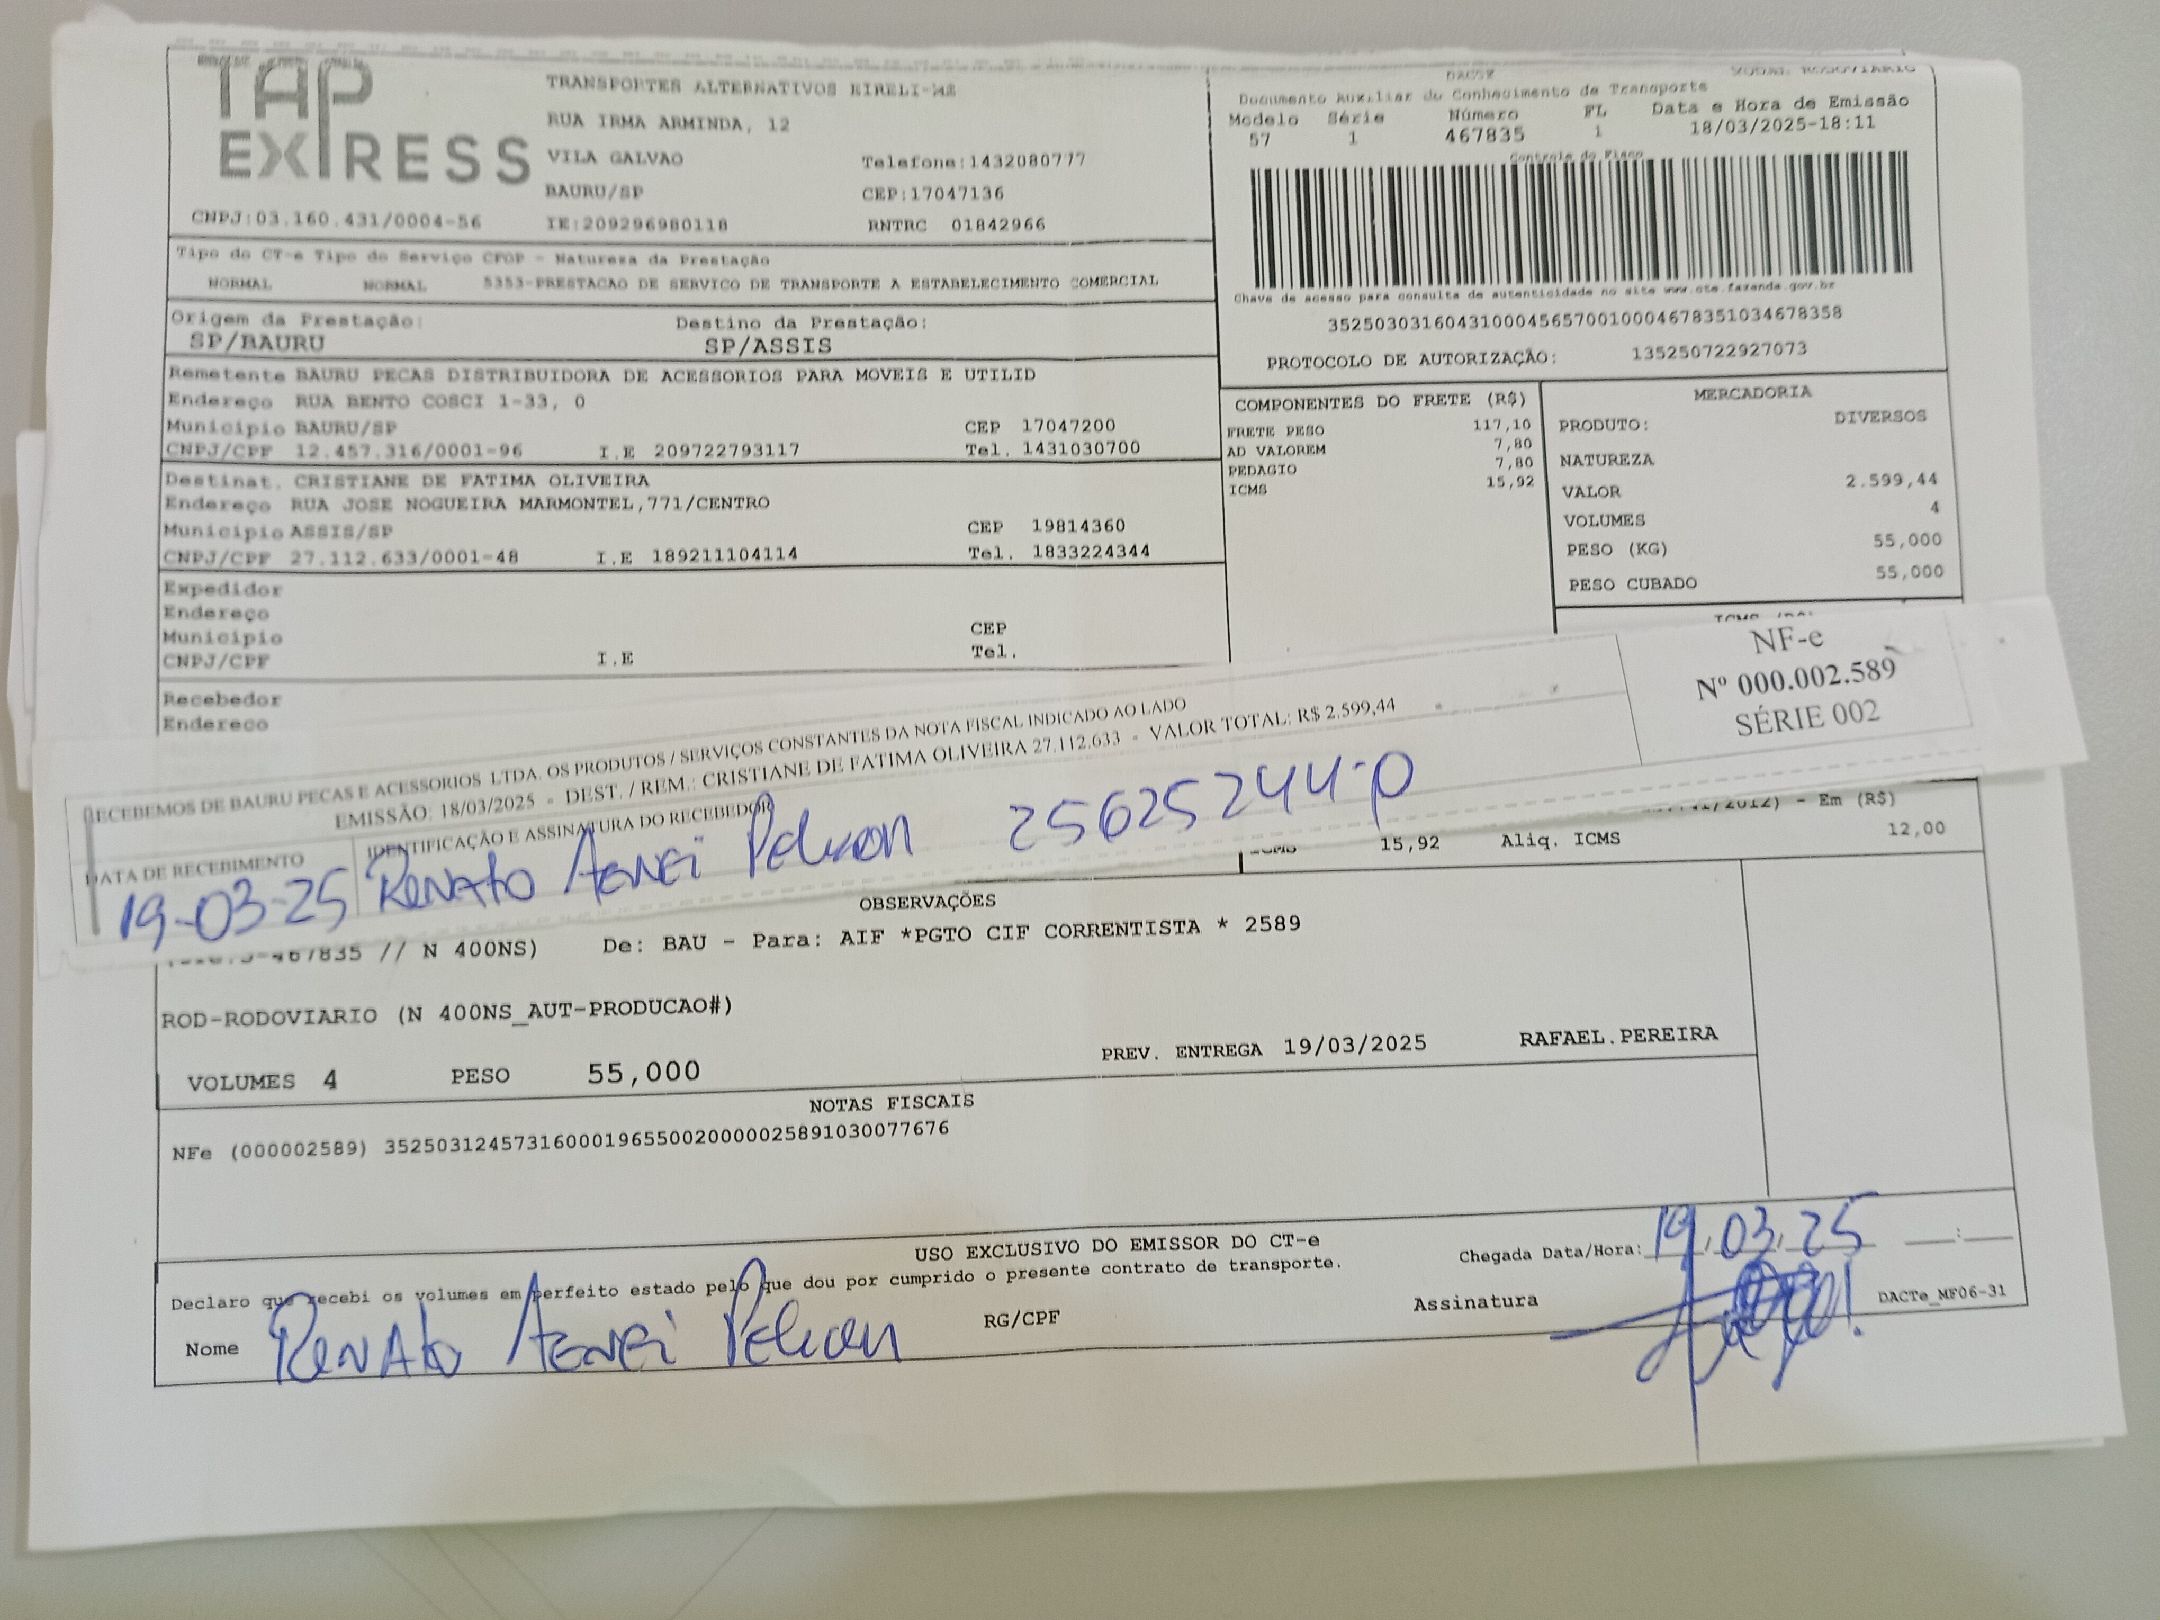 TAP EXPRESS
TRANSPORTES ALTERNATIVOS EIRELI-ME
RUA IRMA ARMINDA, 12
VILA GALVAO Telefone:1432080777
BAURU/SP CEP:17047136
CNPJ:03.160.431/0004-56 IE:209296980118 RNTRC 01842966
DACTE MODAL RODOVIARIO
Documento Auxiliar do Conhecimento de Transporte
Modelo Série Número FL Data e Hora de Emissão
57 1 467835 1 18/03/2025-18:11
Controle do Fisco
Chave de acesso para consulta de autenticidade no site www.cte.fazenda.gov.br
35250303160431000456570010004678351034678358
PROTOCOLO DE AUTORIZAÇÃO: 135250722927073
Tipo do CT-e Tipo do Serviço CFOP - Natureza da Prestação
NORMAL NORMAL 5353-PRESTACAO DE SERVICO DE TRANSPORTE A ESTABELECIMENTO COMERCIAL
Origem da Prestação: Destino da Prestação:
SP/BAURU SP/ASSIS
Remetente BAURU PECAS DISTRIBUIDORA DE ACESSORIOS PARA MOVEIS E UTILID
Endereço RUA BENTO COSCI 1-33, 0
Município BAURU/SP CEP 17047200
CNPJ/CPF 12.457.316/0001-96 I.E 209722793117 Tel. 1431030700
Destinat. CRISTIANE DE FATIMA OLIVEIRA
Endereço RUA JOSE NOGUEIRA MARMONTEL,771/CENTRO
Município ASSIS/SP CEP 19814360
CNPJ/CPF 27.112.633/0001-48 I.E 189211104114 Tel. 1833224344
Expedidor
Endereço
Município CEP
CNPJ/CPF I.E Tel.
Recebedor
Endereco
COMPONENTES DO FRETE (R$)
FRETE PESO 117,10
AD VALOREM 7,80
PEDAGIO 7,80
ICMS 15,92
MERCADORIA
PRODUTO: DIVERSOS
NATUREZA
VALOR 2.599,44
VOLUMES 4
PESO (KG) 55,000
PESO CUBADO 55,000
NF-e
Nº 000.002.589
SÉRIE 002
RECEBEMOS DE BAURU PECAS E ACESSORIOS LTDA. OS PRODUTOS / SERVIÇOS CONSTANTES DA NOTA FISCAL INDICADO AO LADO
EMISSÃO: 18/03/2025 - DEST. / REM.: CRISTIANE DE FATIMA OLIVEIRA 27.112.633 - VALOR TOTAL: R$ 2.599,44
DATA DE RECEBIMENTO IDENTIFICAÇÃO E ASSINATURA DO RECEBEDOR
19-03-25 Renato 25625244-p
/2012) - Em (R$)
15,92 Aliq. ICMS 12,00
OBSERVAÇÕES
467835 // N 400NS) De: BAU - Para: AIF *PGTO CIF CORRENTISTA * 2589
ROD-RODOVIARIO (N 400NS_AUT-PRODUCAO#)
VOLUMES 4 PESO 55,000 PREV. ENTREGA 19/03/2025 RAFAEL.PEREIRA
NOTAS FISCAIS
NFe (000002589) 35250312457316000196550020000025891030077676
USO EXCLUSIVO DO EMISSOR DO CT-e
Declaro que recebi os volumes em perfeito estado pelo que dou por cumprido o presente contrato de transporte.
Chegada Data/Hora: 19/03/25 __:__
Nome Renato RG/CPF Assinatura DACTe_MF06-31